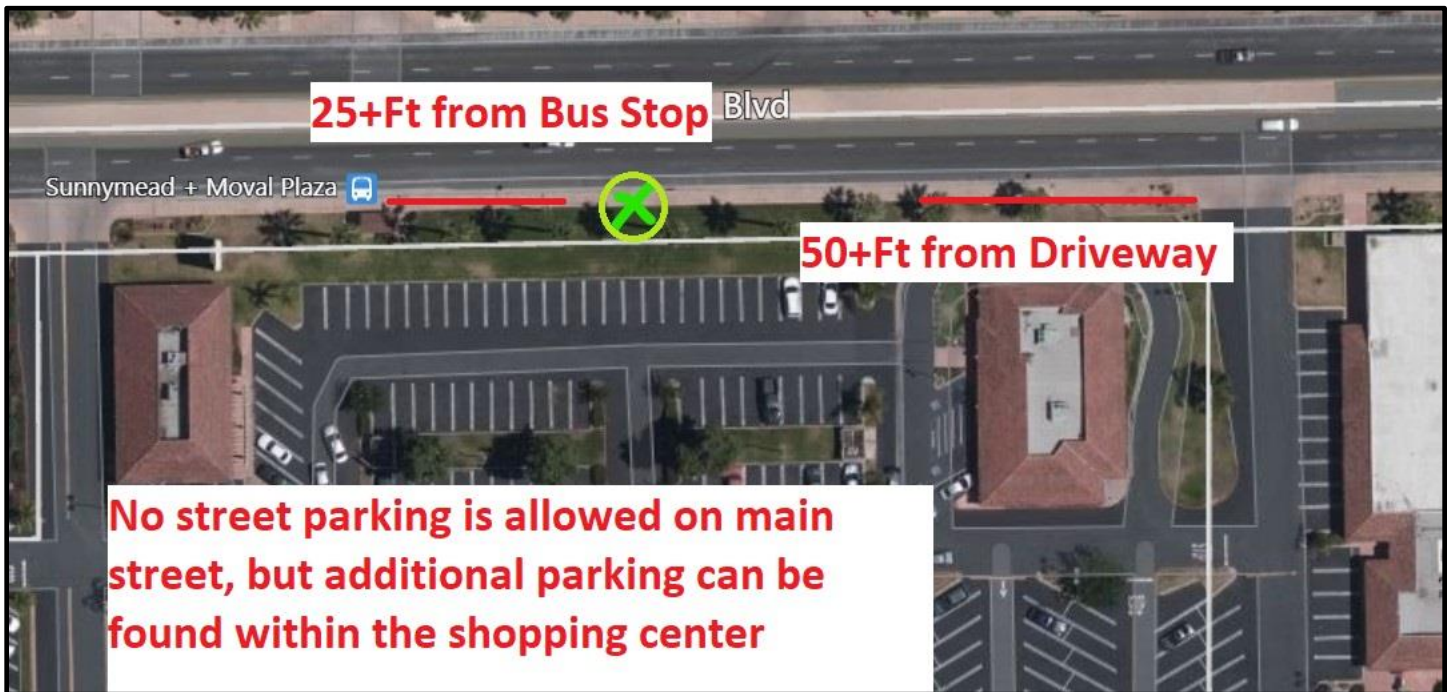 25+Ft from Bus Stop
Blvd
Sunnymead + Moval Plaza
50+Ft from Driveway
No street parking is allowed on main
street, but additional parking can be
found within the shopping center